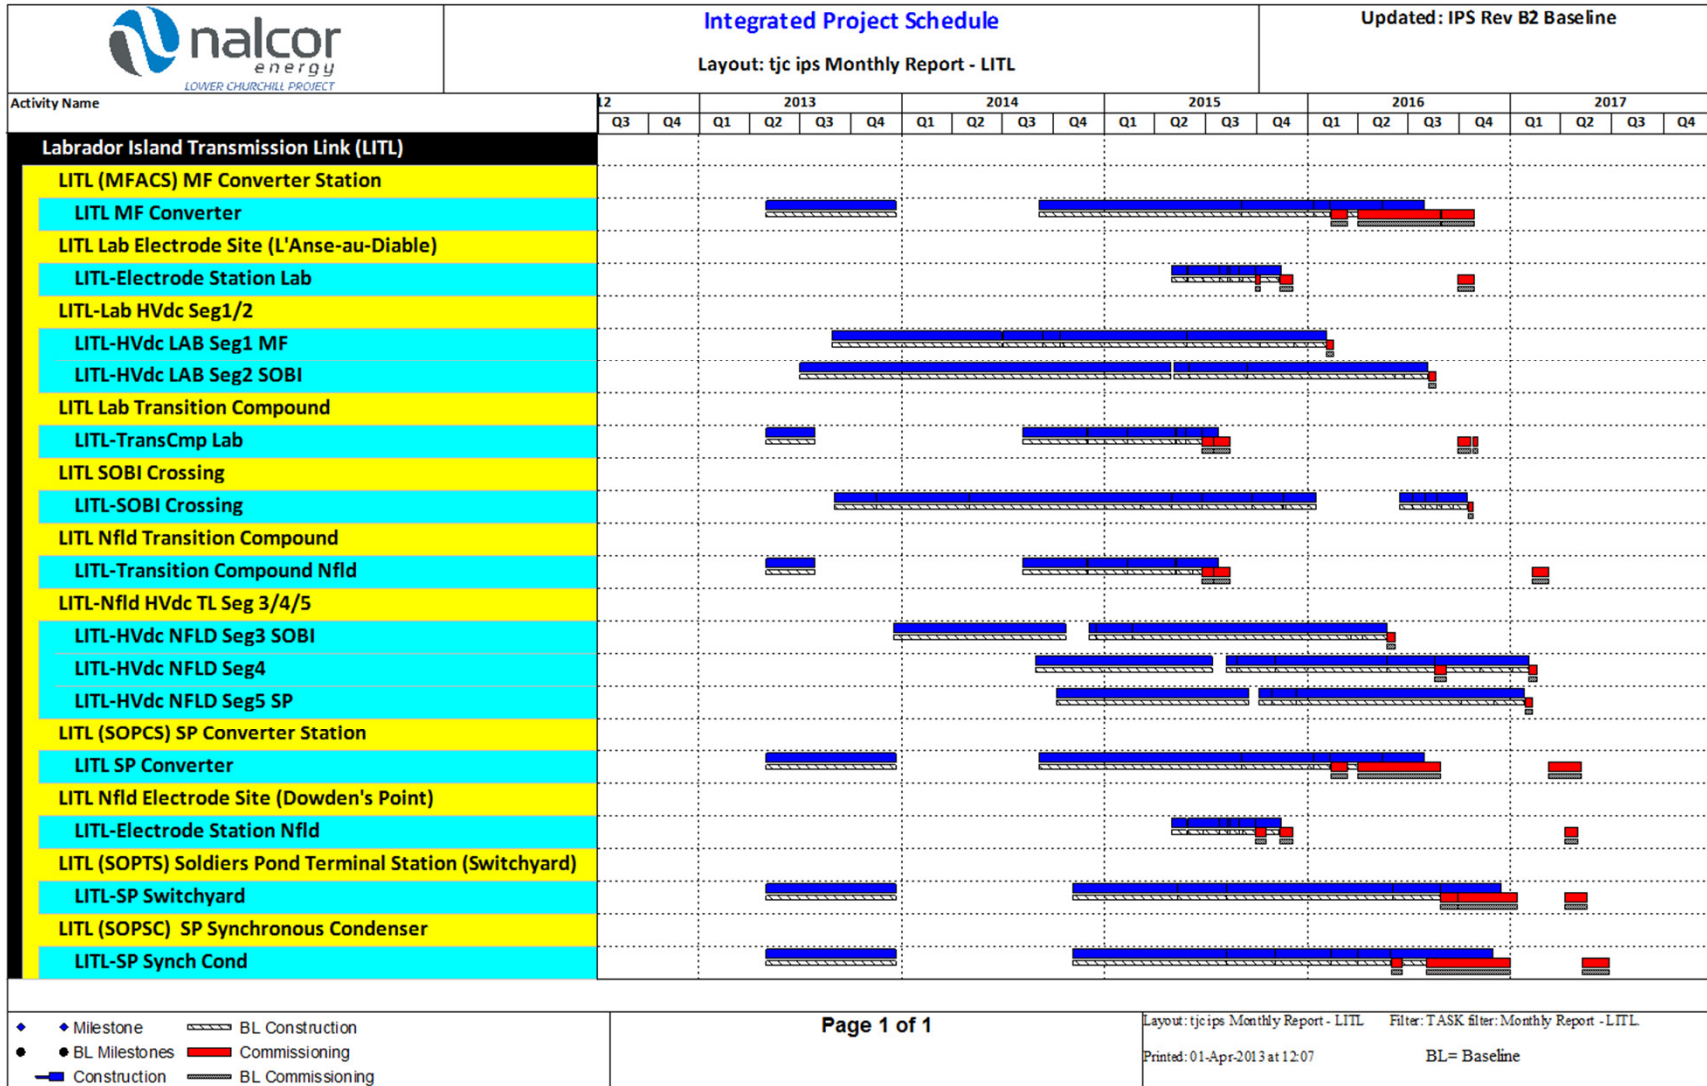 nalcor
energy
LOWER CHURCHILL PROJECT
Integrated Project Schedule
Layout: tjc ips Monthly Report - LITL
Updated: IPS Rev B2 Baseline
Activity Name
12 2013 2014 2015 2016 2017
Q3 Q4 Q1 Q2 Q3 Q4 Q1 Q2 Q3 Q4 Q1 Q2 Q3 Q4 Q1 Q2 Q3 Q4 Q1 Q2 Q3 Q4
Labrador Island Transmission Link (LITL)
LITL (MFACS) MF Converter Station
LITL MF Converter
LITL Lab Electrode Site (L'Anse-au-Diable)
LITL-Electrode Station Lab
LITL-Lab HVdc Seg1/2
LITL-HVdc LAB Seg1 MF
LITL-HVdc LAB Seg2 SOBI
LITL Lab Transition Compound
LITL-TransCmp Lab
LITL SOBI Crossing
LITL-SOBI Crossing
LITL Nfld Transition Compound
LITL-Transition Compound Nfld
LITL-Nfld HVdc TL Seg 3/4/5
LITL-HVdc NFLD Seg3 SOBI
LITL-HVdc NFLD Seg4
LITL-HVdc NFLD Seg5 SP
LITL (SOPCS) SP Converter Station
LITL SP Converter
LITL Nfld Electrode Site (Dowden's Point)
LITL-Electrode Station Nfld
LITL (SOPTS) Soldiers Pond Terminal Station (Switchyard)
LITL-SP Switchyard
LITL (SOPSC) SP Synchronous Condenser
LITL-SP Synch Cond
Milestone
BL Milestones
Construction
BL Construction
Commissioning
BL Commissioning
Page 1 of 1
Layout: tjc ips Monthly Report - LITL Filter: TASK filter: Monthly Report - LITL.
Printed: 01-Apr-2013 at 12:07 BL= Baseline